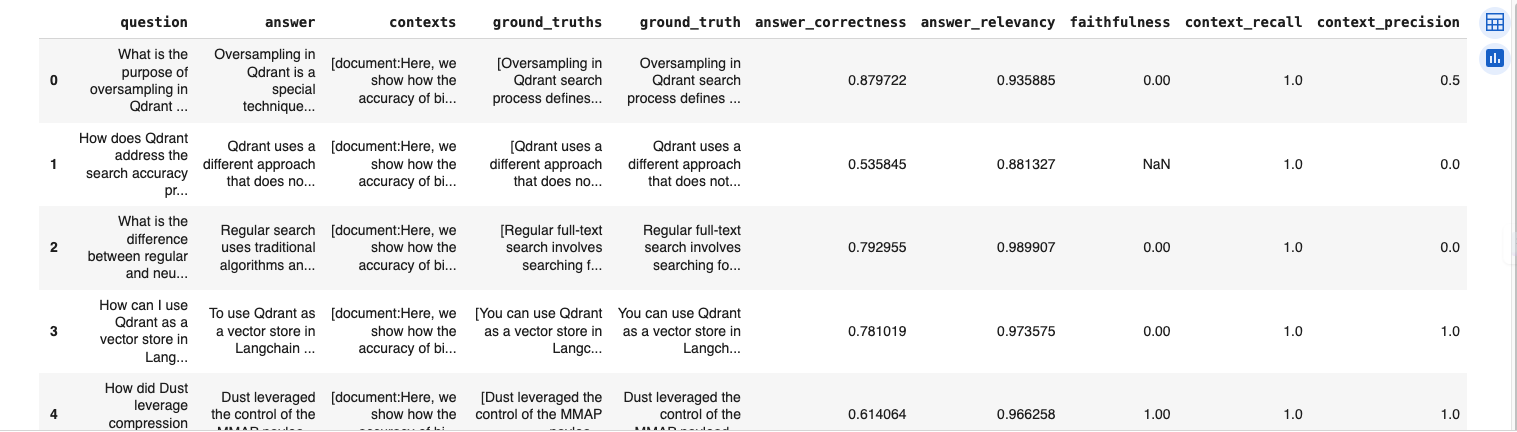 question answer contexts ground_truths ground_truth answer_correctness answer_relevancy faithfulness context_recall context_precision
0
What is the
purpose of
oversampling in
Qdrant ...
Oversampling in
Qdrant is a
special
technique...
[document:Here, we
show how the
accuracy of bi...
[Oversampling in
Qdrant search
process defines...
Oversampling in
Qdrant search
process defines ...
0.879722 0.935885 0.00 1.0 0.5
1
How does Qdrant
address the
search accuracy
pr...
Qdrant uses a
different approach
that does no...
[document:Here, we
show how the
accuracy of bi...
[Qdrant uses a
different approach
that does no...
Qdrant uses a
different approach
that does not...
0.535845 0.881327 NaN 1.0 0.0
2
What is the
difference
between regular
and neu...
Regular search
uses traditional
algorithms an...
[document:Here, we
show how the
accuracy of bi...
[Regular full-text
search involves
searching f...
Regular full-text
search involves
searching fo...
0.792955 0.989907 0.00 1.0 0.0
3
How can I use
Qdrant as a
vector store in
Lang...
To use Qdrant as
a vector store in
Langchain ...
[document:Here, we
show how the
accuracy of bi...
[You can use Qdrant
as a vector store in
Langc...
You can use Qdrant
as a vector store in
Langch...
0.781019 0.973575 0.00 1.0 1.0
4
How did Dust
leverage
compression
Dust leveraged
the control of the
[document:Here, we
show how the
[Dust leveraged the
control of the MMAP
Dust leveraged the
control of the
0.614064 0.966258 1.00 1.0 1.0